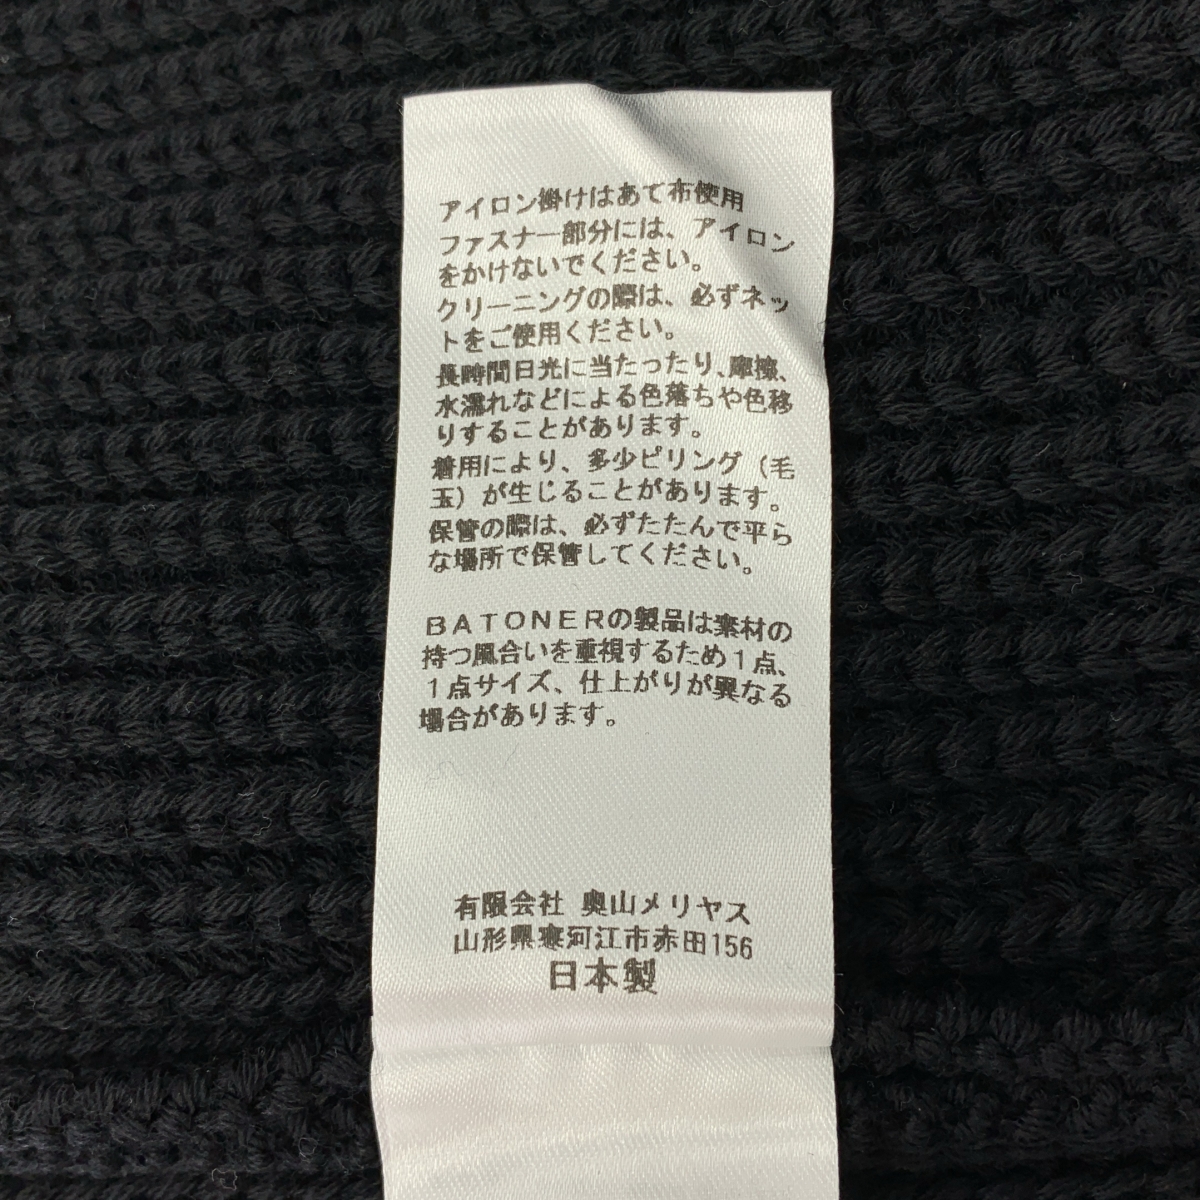 アイロン掛けはあて布使用
ファスナー部分には、アイロン
をかけないでください。
クリーニングの際は、必ずネッ
トをご使用ください。
長時間日光に当たったり、摩擦、
水濡れなどによる色落ちや色移
りすることがあります。
着用により、多少ピリング（毛
玉）が生じることがあります。
保管の際は、必ずたたんで平ら
な場所で保管してください。
ＢＡＴＯＮＥＲの製品は素材の
持つ風合いを重視するため１点、
１点サイズ、仕上がりが異なる
場合があります。
有限会社 奥山メリヤス
山形県寒河江市赤田156
日本製